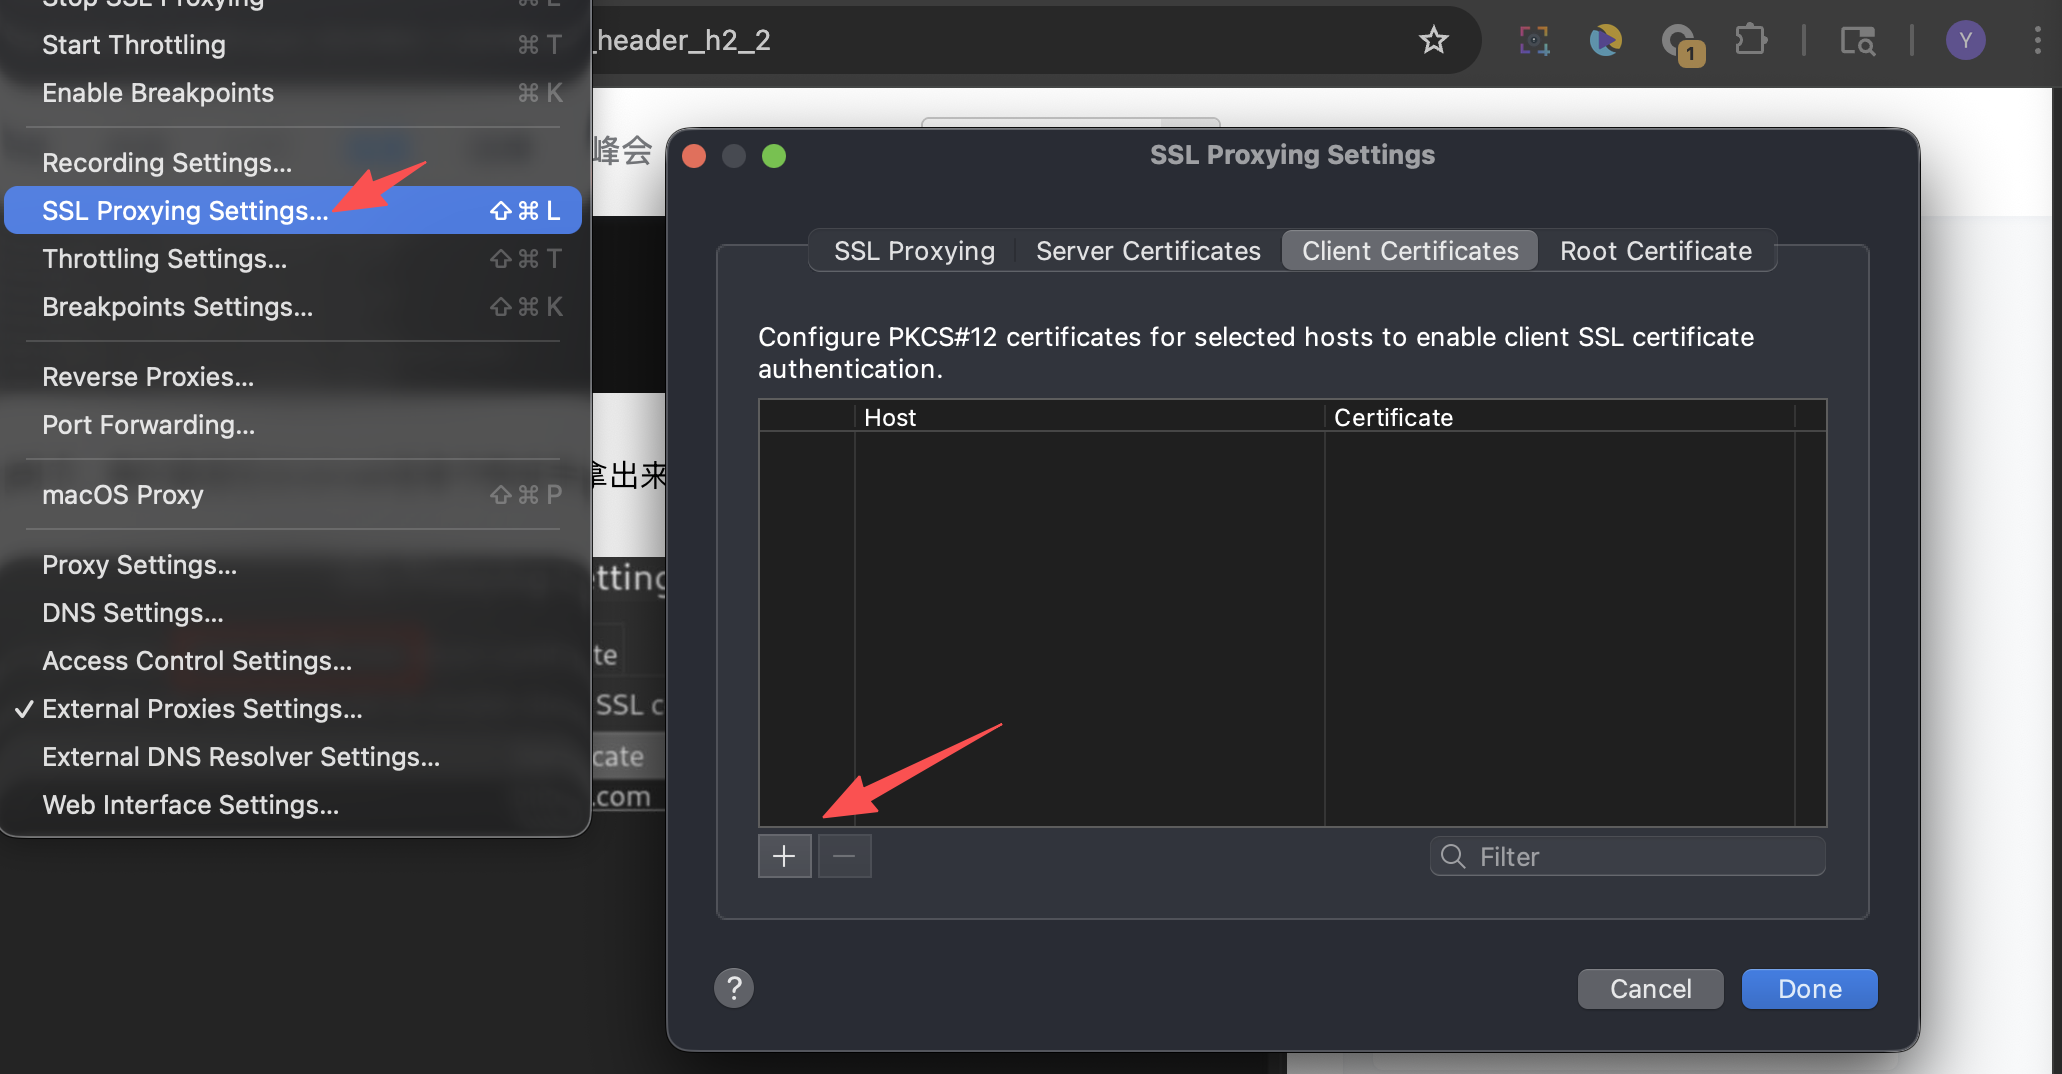 Stop SSL Proxying ⌘ L
Start Throttling ⌘ T
Enable Breakpoints ⌘ K
Recording Settings...
SSL Proxying Settings... ⇧ ⌘ L
Throttling Settings... ⇧ ⌘ T
Breakpoints Settings... ⇧ ⌘ K
Reverse Proxies...
Port Forwarding...
macOS Proxy ⇧ ⌘ P
Proxy Settings...
DNS Settings...
Access Control Settings...
✓ External Proxies Settings...
External DNS Resolver Settings...
Web Interface Settings...
_header_h2_2
1
Y
峰会
拿出来
etting
te
SSL c
cate
.com
SSL Proxying Settings
SSL Proxying Server Certificates Client Certificates Root Certificate
Configure PKCS#12 certificates for selected hosts to enable client SSL certificate
authentication.
Host Certificate
+ −
Filter
?
Cancel Done